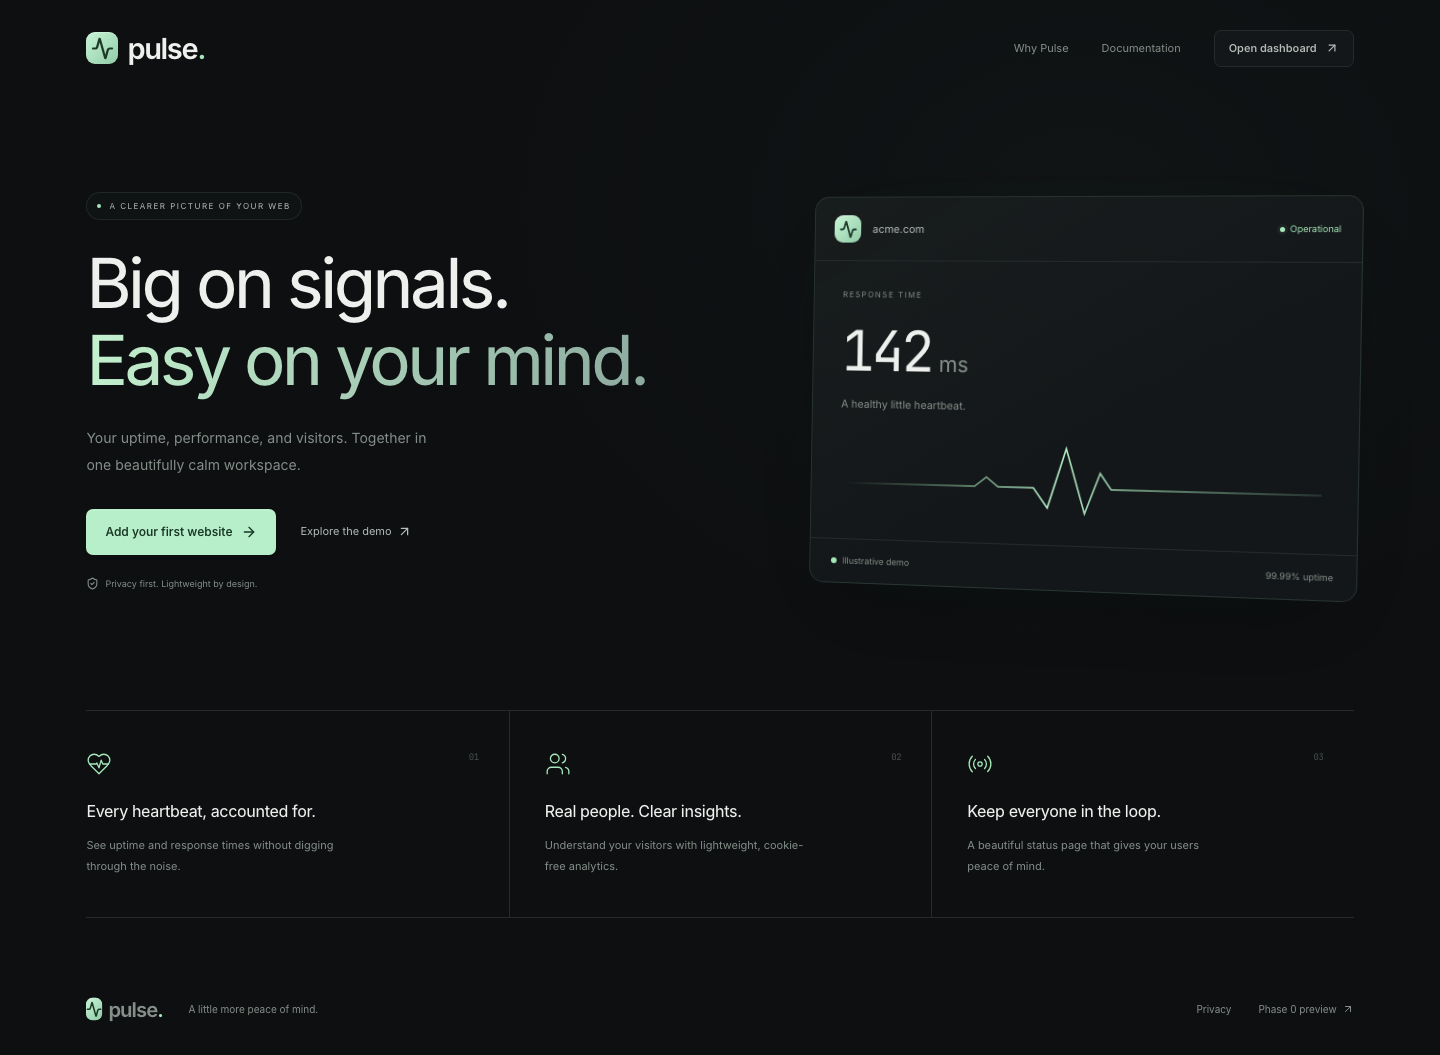 pulse.
Why Pulse
Documentation
Open dashboard
A CLEARER PICTURE OF YOUR WEB
Big on signals.
Easy on your mind.
Your uptime, performance, and visitors. Together in
one beautifully calm workspace.
Add your first website
Explore the demo
Privacy first. Lightweight by design.
acme.com
Operational
RESPONSE TIME
142 ms
A healthy little heartbeat.
Illustrative demo
99.99% uptime
01
Every heartbeat, accounted for.
See uptime and response times without digging
through the noise.
02
Real people. Clear insights.
Understand your visitors with lightweight, cookie-
free analytics.
03
Keep everyone in the loop.
A beautiful status page that gives your users
peace of mind.
pulse.
A little more peace of mind.
Privacy
Phase 0 preview